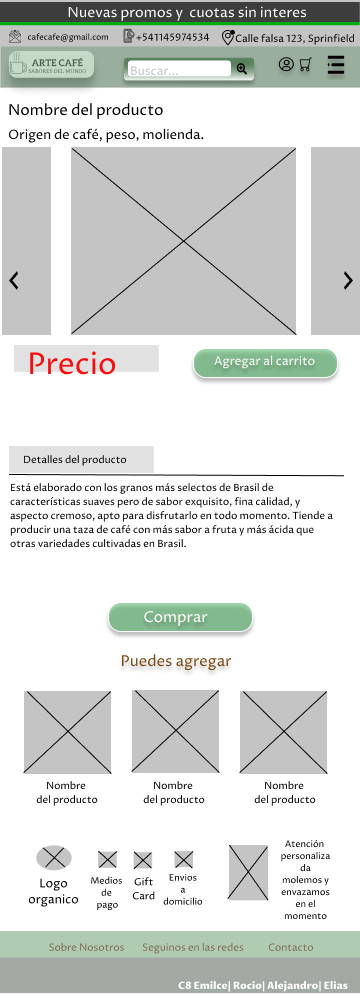 Nuevas promos y cuotas sin interes
cafecafe@gmail.com +541145974534 Calle falsa 123, Sprinfield
ARTE CAFÉ
SABORES DEL MUNDO
Buscar...
Nombre del producto
Origen de café, peso, molienda.
Precio
Agregar al carrito
Detalles del producto
Está elaborado con los granos más selectos de Brasil de
características suaves pero de sabor exquisito, fina calidad, y
aspecto cremoso, apto para disfrutarlo en todo momento. Tiende a
producir una taza de café con más sabor a fruta y más ácida que
otras variedades cultivadas en Brasil.
Comprar
Puedes agregar
Nombre
del producto
Nombre
del producto
Nombre
del producto
Logo
organico
Medios
de
pago
Gift
Card
Envios
a
domicilio
Atención
personaliza
da
molemos y
envazamos
en el
momento
Sobre Nosotros Seguinos en las redes Contacto
C8 Emilce| Rocio| Alejandro| Elias